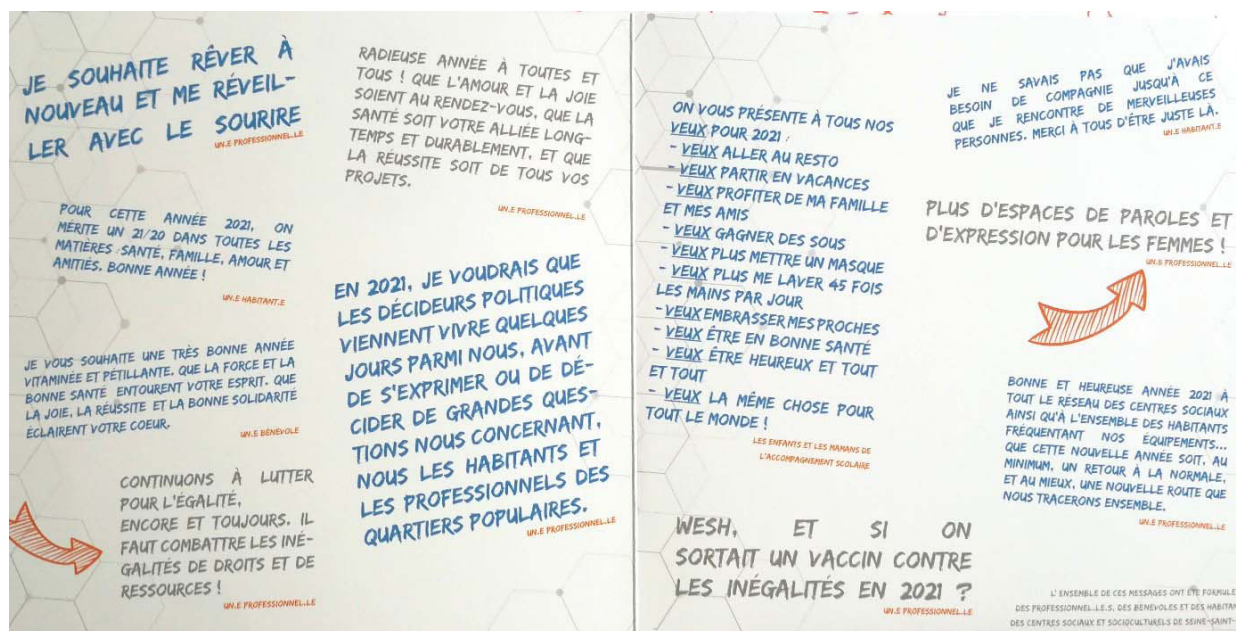 JE SOUHAITE RÊVER À
NOUVEAU ET ME RÉVEIL-
LER AVEC LE SOURIRE
UN.E PROFESSIONNEL.LE
RADIEUSE ANNÉE À TOUTES ET
TOUS ! QUE L'AMOUR ET LA JOIE
SOIENT AU RENDEZ-VOUS, QUE LA
SANTÉ SOIT VOTRE ALLIÉE LONG-
TEMPS ET DURABLEMENT, ET QUE
LA RÉUSSITE SOIT DE TOUS VOS
PROJETS.
UN.E PROFESSIONNEL.LE
POUR CETTE ANNÉE 2021, ON
MÉRITE UN 21/20 DANS TOUTES LES
MATIÈRES : SANTÉ, FAMILLE, AMOUR ET
AMITIÉS. BONNE ANNÉE !
UN.E HABITANT.E
JE VOUS SOUHAITE UNE TRÈS BONNE ANNÉE
VITAMINÉE ET PÉTILLANTE, QUE LA FORCE ET LA
BONNE SANTÉ ENTOURENT VOTRE ESPRIT. QUE
LA JOIE, LA RÉUSSITE ET LA BONNE SOLIDARITÉ
ÉCLAIRENT VOTRE COEUR.
UN.E BÉNÉVOLE
CONTINUONS À LUTTER
POUR L'ÉGALITÉ,
ENCORE ET TOUJOURS. IL
FAUT COMBATTRE LES INÉ-
GALITÉS DE DROITS ET DE
RESSOURCES !
UN.E PROFESSIONNEL.LE
EN 2021, JE VOUDRAIS QUE
LES DÉCIDEURS POLITIQUES
VIENNENT VIVRE QUELQUES
JOURS PARMI NOUS, AVANT
DE S'EXPRIMER OU DE DÉ-
CIDER DE GRANDES QUES-
TIONS NOUS CONCERNANT,
NOUS LES HABITANTS ET
LES PROFESSIONNELS DES
QUARTIERS POPULAIRES.
UN.E PROFESSIONNEL.LE
ON VOUS PRÉSENTE À TOUS NOS
VEUX POUR 2021 :
- VEUX ALLER AU RESTO
- VEUX PARTIR EN VACANCES
- VEUX PROFITER DE MA FAMILLE
ET MES AMIS
- VEUX GAGNER DES SOUS
- VEUX PLUS METTRE UN MASQUE
- VEUX PLUS ME LAVER 45 FOIS
LES MAINS PAR JOUR
- VEUX EMBRASSER MES PROCHES
- VEUX ÊTRE EN BONNE SANTÉ
- VEUX ÊTRE HEUREUX ET TOUT
ET TOUT
- VEUX LA MÊME CHOSE POUR
TOUT LE MONDE !
LES ENFANTS ET LES MAMANS DE
L'ACCOMPAGNEMENT SCOLAIRE
WESH, ET SI ON
SORTAIT UN VACCIN CONTRE
LES INÉGALITÉS EN 2021 ?
UN.E PROFESSIONNEL.LE
JE NE SAVAIS PAS QUE J'AVAIS
BESOIN DE COMPAGNIE JUSQU'À CE
QUE JE RENCONTRE DE MERVEILLEUSES
PERSONNES. MERCI À TOUS D'ÊTRE JUSTE LÀ.
UN.E HABITANT.E
PLUS D'ESPACES DE PAROLES ET
D'EXPRESSION POUR LES FEMMES !
UN.E PROFESSIONNEL.LE
BONNE ET HEUREUSE ANNÉE 2021 À
TOUT LE RÉSEAU DES CENTRES SOCIAUX
AINSI QU'À L'ENSEMBLE DES HABITANTS
FRÉQUENTANT NOS ÉQUIPEMENTS...
QUE CETTE NOUVELLE ANNÉE SOIT, AU
MINIMUM, UN RETOUR À LA NORMALE,
ET AU MIEUX, UNE NOUVELLE ROUTE QUE
NOUS TRACERONS ENSEMBLE.
UN.E PROFESSIONNEL.LE
L'ENSEMBLE DE CES MESSAGES ONT ÉTÉ FORMULÉ
DES PROFESSIONNEL.LE.S, DES BÉNÉVOLES ET DES HABITAN
DES CENTRES SOCIAUX ET SOCIOCULTURELS DE SEINE-SAINT-